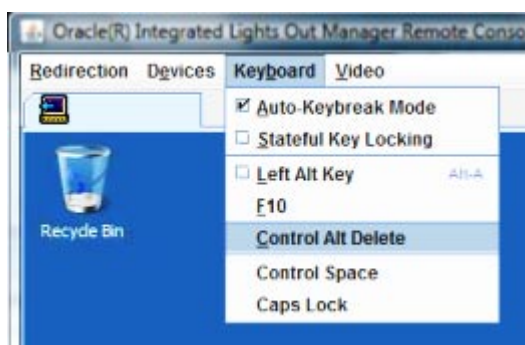 Oracle(R) Integrated Lights Out Manager Remote Conso
Redirection Devices Keyboard Video
Auto-Keybreak Mode
Stateful Key Locking
Left Alt Key Alt-A
F10
Control Alt Delete
Control Space
Caps Lock
Recycle Bin